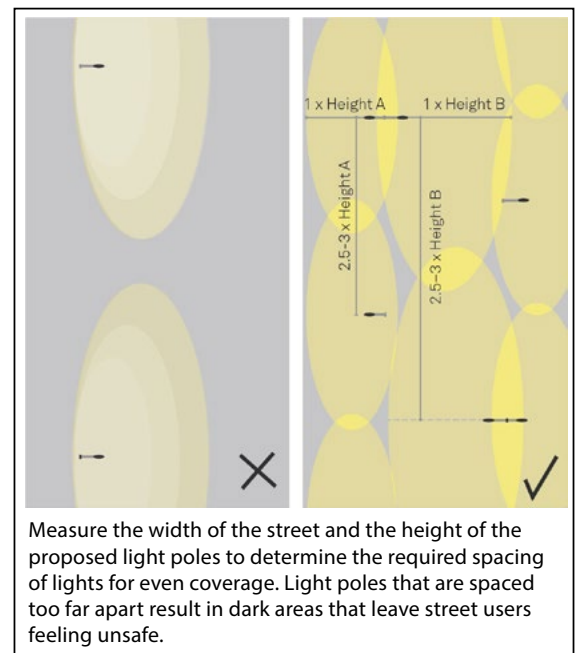 1 x Height A
1 x Height B
2.5-3 x Height A
2.5-3 x Height B
Measure the width of the street and the height of the
proposed light poles to determine the required spacing
of lights for even coverage. Light poles that are spaced
too far apart result in dark areas that leave street users
feeling unsafe.